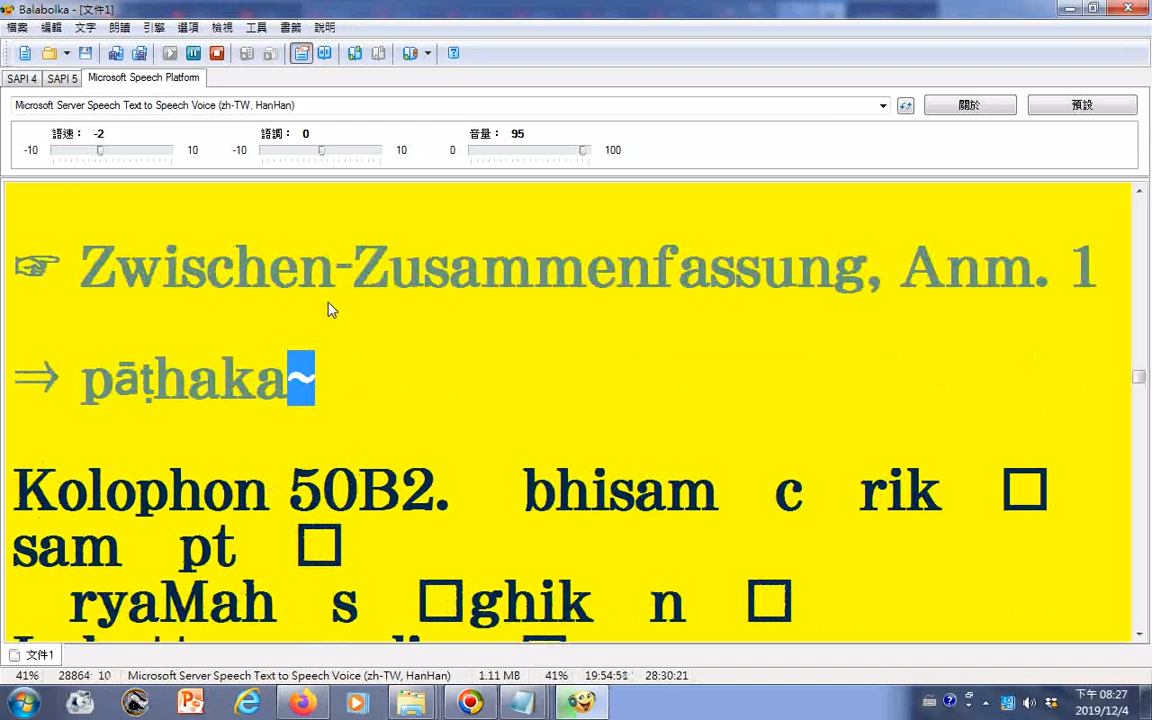 Balabolka - [文件1]
檔案 編輯 文字 朗讀 引擎 選項 檢視 工具 書籤 說明
SAPI 4 SAPI 5 Microsoft Speech Platform
Microsoft Server Speech Text to Speech Voice (zh-TW, HanHan) 關於 預設
語速： -2 語調： 0 音量： 95
-10 10 -10 10 0 100
☞ Zwischen-Zusammenfassung, Anm. 1
⇒ pāṭhaka~
Kolophon 50B2. bhisam c rik □
sam pt □
ryaMah s □ghik n □
文件1
41% 28864: 10 Microsoft Server Speech Text to Speech Voice (zh-TW, HanHan) 1.11 MB 41% 19:54:51 28:30:21
下午 08:27
2019/12/4